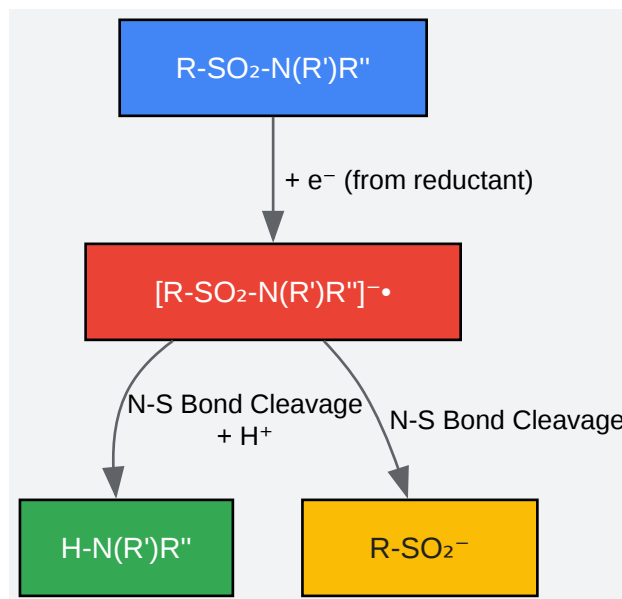 R-SO₂-N(R')R"
+ e⁻ (from reductant)
[R-SO₂-N(R')R"]⁻•
N-S Bond Cleavage
+ H⁺
N-S Bond Cleavage
H-N(R')R"
R-SO₂⁻